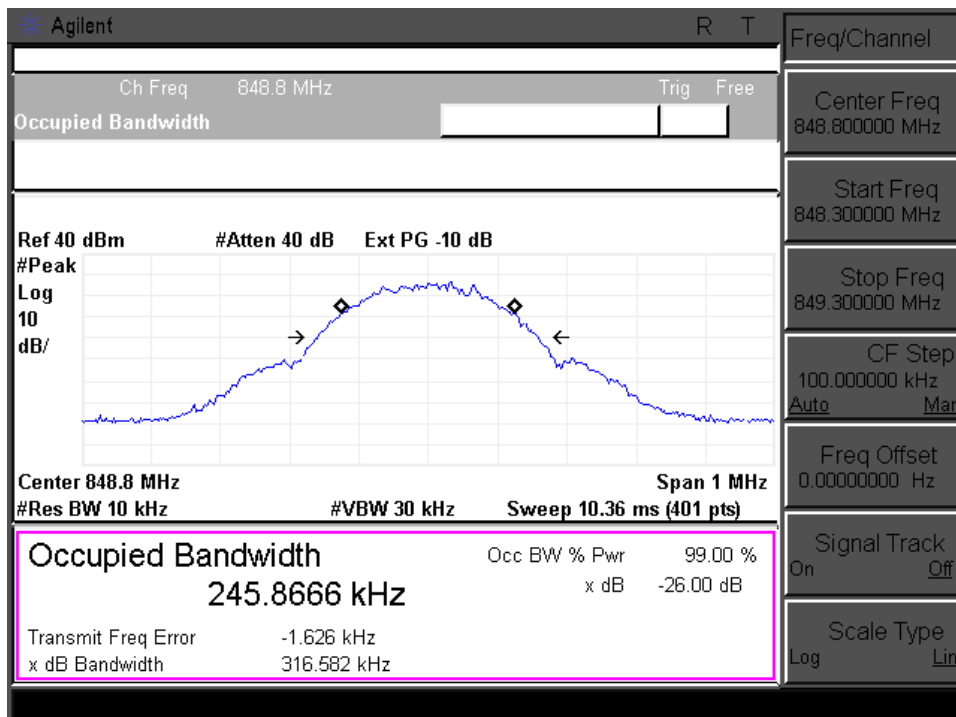 Agilent R T
Freq/Channel
Ch Freq 848.8 MHz Trig Free
Occupied Bandwidth
Center Freq
848.800000 MHz
Start Freq
848.300000 MHz
Ref 40 dBm #Atten 40 dB Ext PG -10 dB
#Peak
Log
10
dB/
Stop Freq
849.300000 MHz
CF Step
100.000000 kHz
Auto Man
Center 848.8 MHz Span 1 MHz
#Res BW 10 kHz #VBW 30 kHz Sweep 10.36 ms (401 pts)
Freq Offset
0.00000000 Hz
Occupied Bandwidth Occ BW % Pwr 99.00 %
245.8666 kHz x dB -26.00 dB
Transmit Freq Error -1.626 kHz
x dB Bandwidth 316.582 kHz
Signal Track
On Off
Scale Type
Log Lin